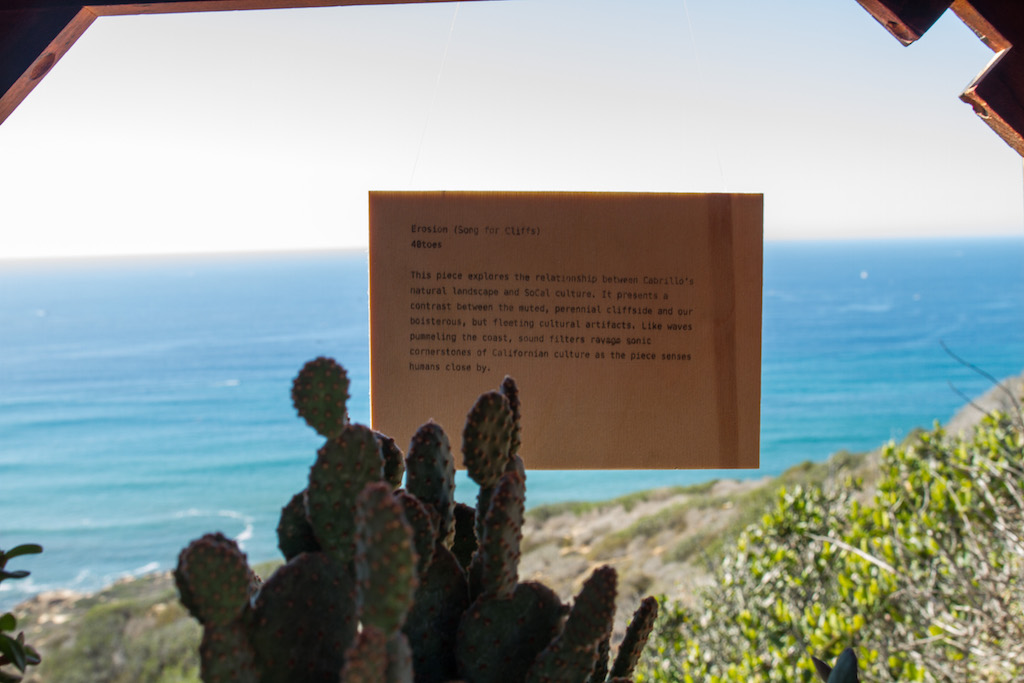 Erosion (Song for Cliffs)
40toes
This piece explores the relationship between Cabrillo's
natural landscape and SoCal culture. It presents a
contrast between the muted, perennial cliffside and our
boisterous, but fleeting cultural artifacts. Like waves
pummeling the coast, sound filters ravage sonic
cornerstones of Californian culture as the piece senses
humans close by.